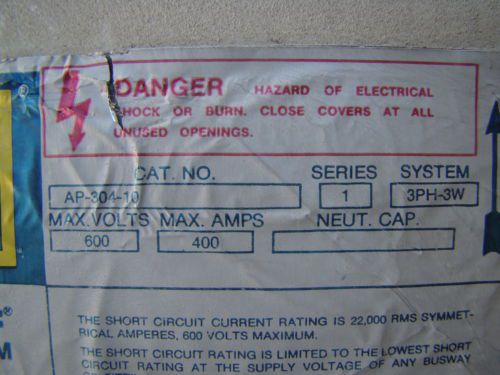 DANGER HAZARD OF ELECTRICAL
SHOCK OR BURN. CLOSE COVERS AT ALL
UNUSED OPENINGS.
CAT. NO. SERIES SYSTEM
AP-304-10 1 3PH-3W
MAX. VOLTS MAX. AMPS NEUT. CAP.
600 400
THE SHORT CIRCUIT CURRENT RATING IS 22,000 RMS SYMMET-
RICAL AMPERES, 600 VOLTS MAXIMUM.
THE SHORT CIRCUIT RATING IS LIMITED TO THE LOWEST SHORT
CIRCUIT RATING AT THE SUPPLY VOLTAGE OF ANY BUSWAY